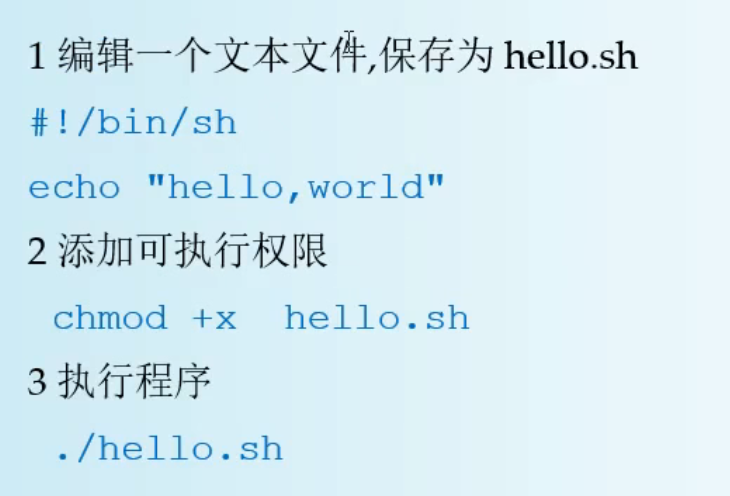 1 编辑一个文本文件,保存为 hello.sh
#!/bin/sh
echo "hello,world"
2 添加可执行权限
chmod +x  hello.sh
3 执行程序
./hello.sh